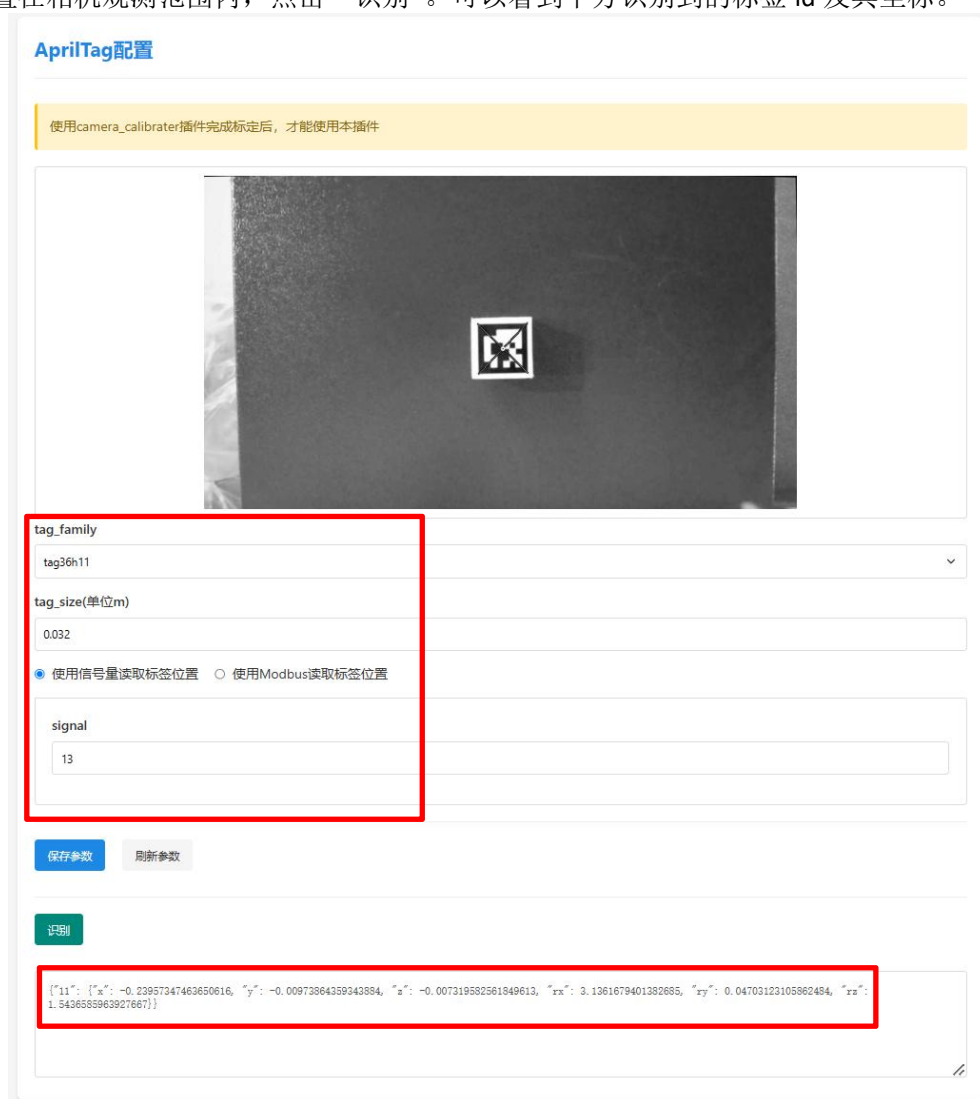 置在相机观测范围内，点击“识别”。可以看到下方识别到的标签 id 及其坐标。
AprilTag配置
使用camera_calibrater插件完成标定后，才能使用本插件
tag_family
tag36h11
tag_size(单位m)
0.032
使用信号量读取标签位置 使用Modbus读取标签位置
signal
13
保存参数 刷新参数
识别
{"11": {"x": -0.23957347463650616, "y": -0.00973864359343884, "z": -0.007319582561849613, "rx": 3.1361679401382685, "ry": 0.04703123105862484, "rz":
1.5436585963927667}}